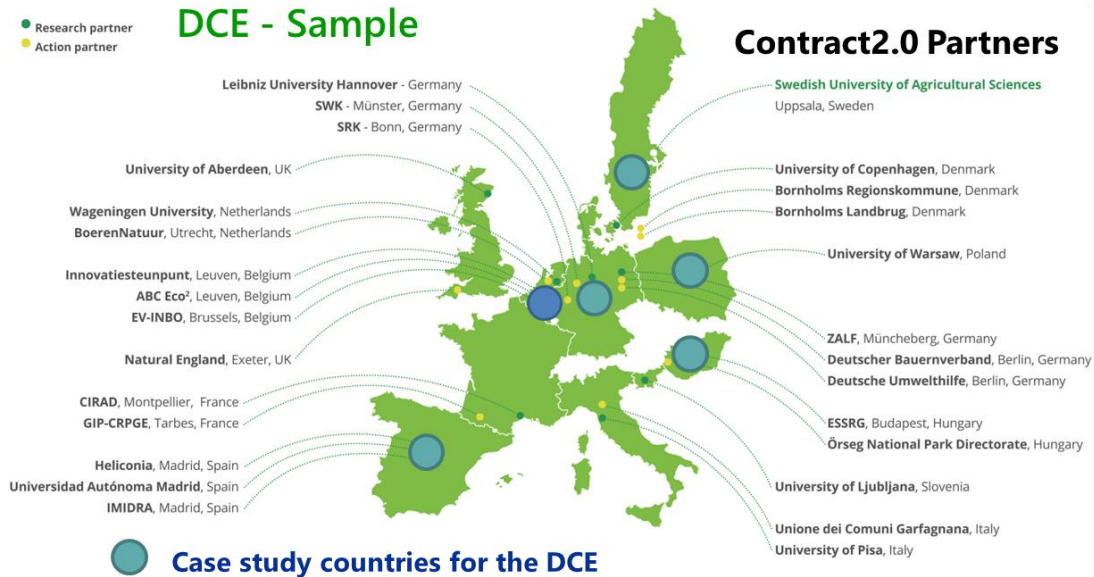 Research partner
Action partner
DCE - Sample
Contract2.0 Partners
Leibniz University Hannover - Germany
SWK - Münster, Germany
SRK - Bonn, Germany
University of Aberdeen, UK
Wageningen University, Netherlands
BoerenNatuur, Utrecht, Netherlands
Innovatiesteunpunt, Leuven, Belgium
ABC Eco², Leuven, Belgium
EV-INBO, Brussels, Belgium
Natural England, Exeter, UK
CIRAD, Montpellier, France
GIP-CRPGE, Tarbes, France
Heliconia, Madrid, Spain
Universidad Autónoma Madrid, Spain
IMIDRA, Madrid, Spain
Swedish University of Agricultural Sciences
Uppsala, Sweden
University of Copenhagen, Denmark
Bornholms Regionskommune, Denmark
Bornholms Landbrug, Denmark
University of Warsaw, Poland
ZALF, Müncheberg, Germany
Deutscher Bauernverband, Berlin, Germany
Deutsche Umwelthilfe, Berlin, Germany
ESSRG, Budapest, Hungary
Örseg National Park Directorate, Hungary
University of Ljubljana, Slovenia
Unione dei Comuni Garfagnana, Italy
University of Pisa, Italy
Case study countries for the DCE